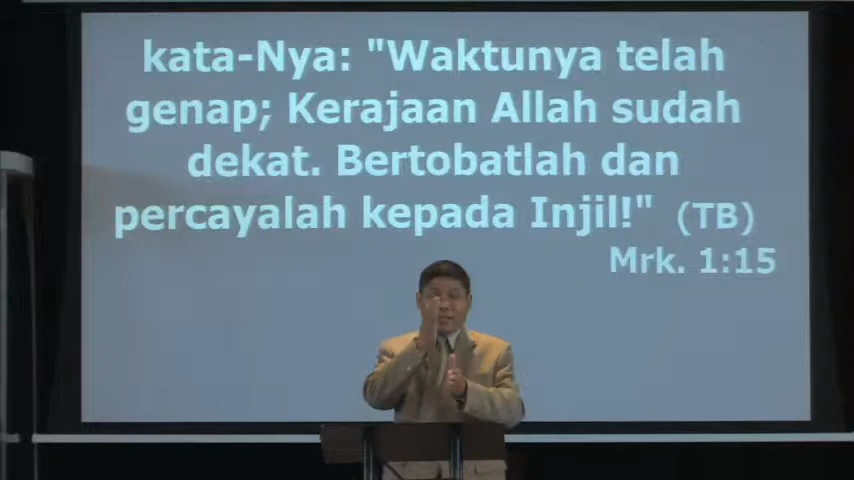 kata-Nya: "Waktunya telah
genap; Kerajaan Allah sudah
dekat. Bertobatlah dan
percayalah kepada Injil!" (TB)
Mrk. 1:15